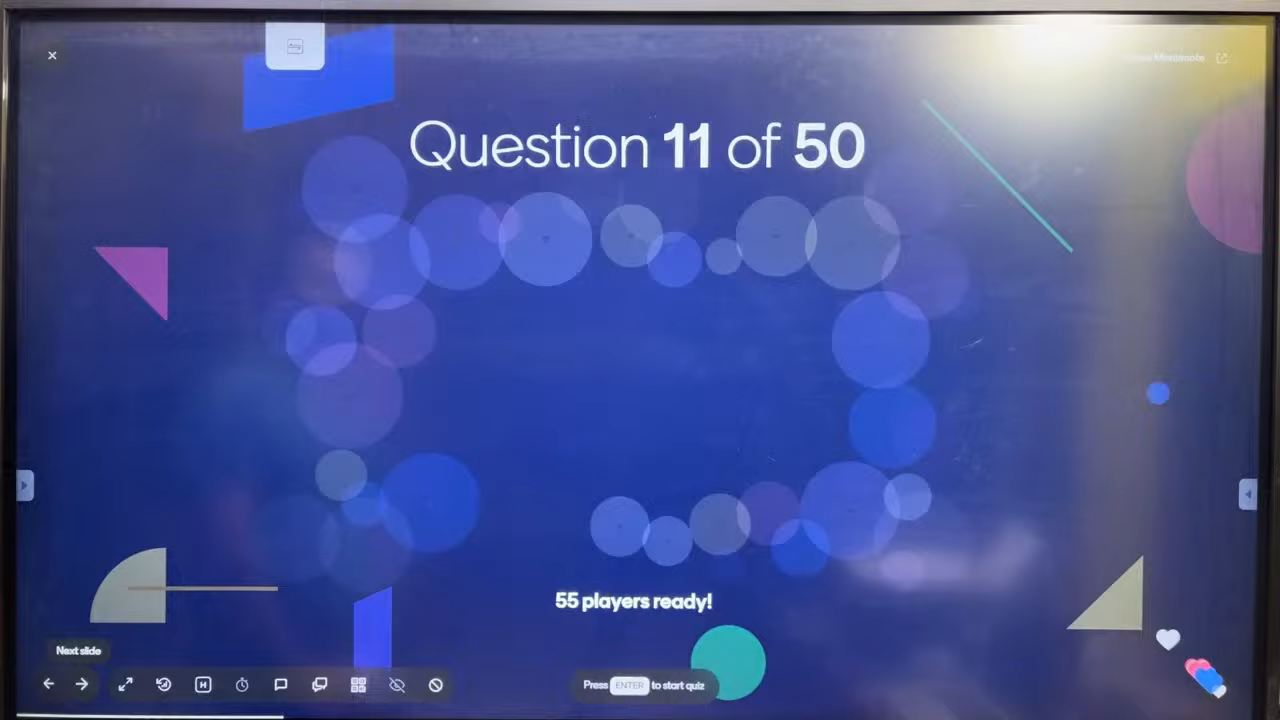 Question 11 of 50
55 players ready!
Next slide
Press ENTER to start quiz
H